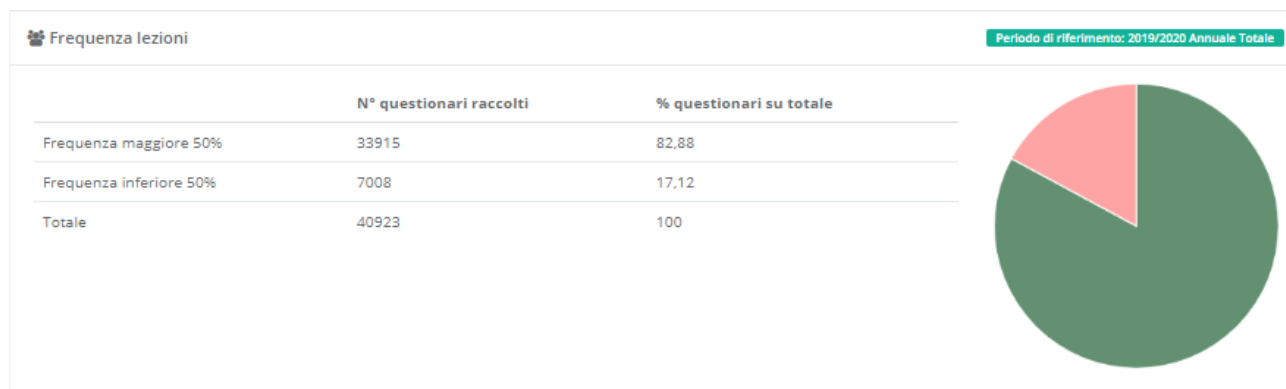 Frequenza lezioni
Periodo di riferimento: 2019/2020 Annuale Totale
N° questionari raccolti % questionari su totale
Frequenza maggiore 50% 33915 82,88
Frequenza inferiore 50% 7008 17,12
Totale 40923 100